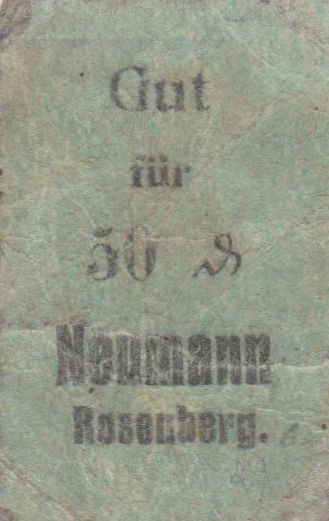 Gut
für
50 ₰
Neumann
Rosenberg.